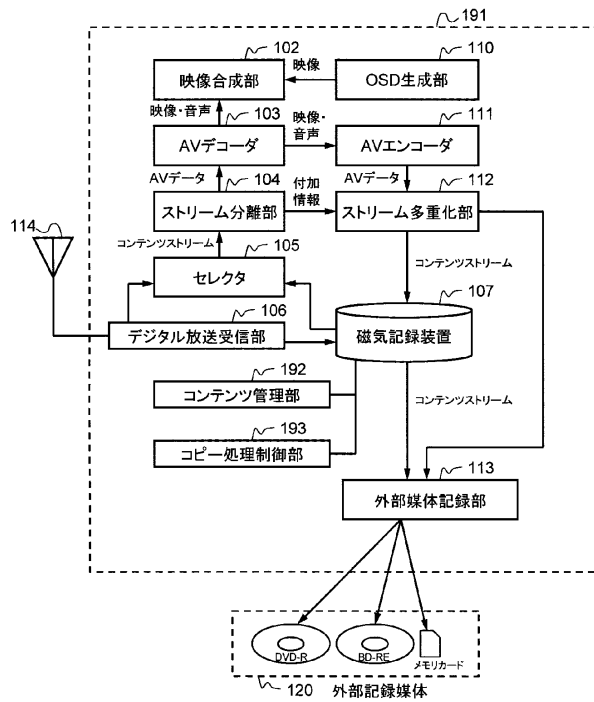 191
102
110
映像合成部
映像
OSD生成部
映像・音声
103
映像・
音声
111
AVデコーダ
AVエンコーダ
AVデータ
104
付加
情報
AVデータ
112
ストリーム分離部
ストリーム多重化部
114
コンテンツストリーム
105
コンテンツストリーム
セレクタ
107
106
デジタル放送受信部
磁気記録装置
192
コンテンツ管理部
コンテンツストリーム
193
コピー処理制御部
113
外部媒体記録部
DVD-R
BD-RE
メモリカード
120
外部記録媒体